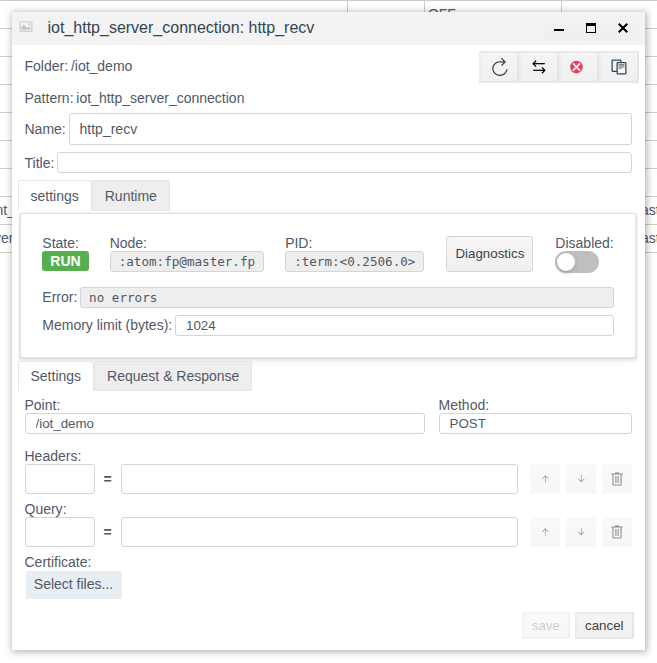 OFF
iot_http_server_connection: http_recv
Folder: /iot_demo
Pattern: iot_http_server_connection
Name: http_recv
Title:
settings Runtime
State: Node: PID: Disabled:
RUN :atom:fp@master.fp :term:<0.2506.0> Diagnostics
Error: no errors
Memory limit (bytes): 1024
Settings Request & Response
Point: Method:
/iot_demo POST
Headers:
=
Query:
=
Certificate:
Select files...
save cancel